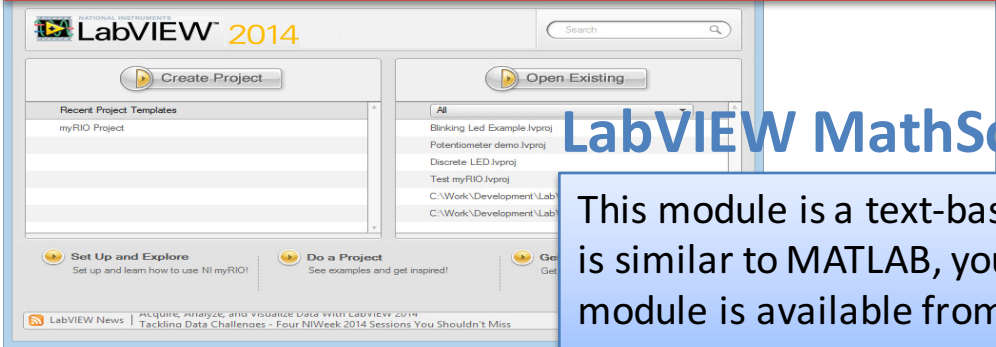 NATIONAL INSTRUMENTS
LabVIEW™ 2014
Search
Create Project
Open Existing
Recent Project Templates
myRIO Project
All
Blinking Led Example.lvproj
Potentiometer demo.lvproj
Discrete LED.lvproj
Test myRIO.lvproj
C:\Work\Development\Lab
C:\Work\Development\Lab
LabVIEW MathSc
This module is a text-bas
is similar to MATLAB, you
module is available from
Set Up and Explore
Set up and learn how to use NI myRIO!
Do a Project
See examples and get inspired!
Ge
Get
LabVIEW News
Acquire, Analyze, and Visualize Data With LabVIEW 2014
Tackling Data Challenges - Four NIWeek 2014 Sessions You Shouldn't Miss